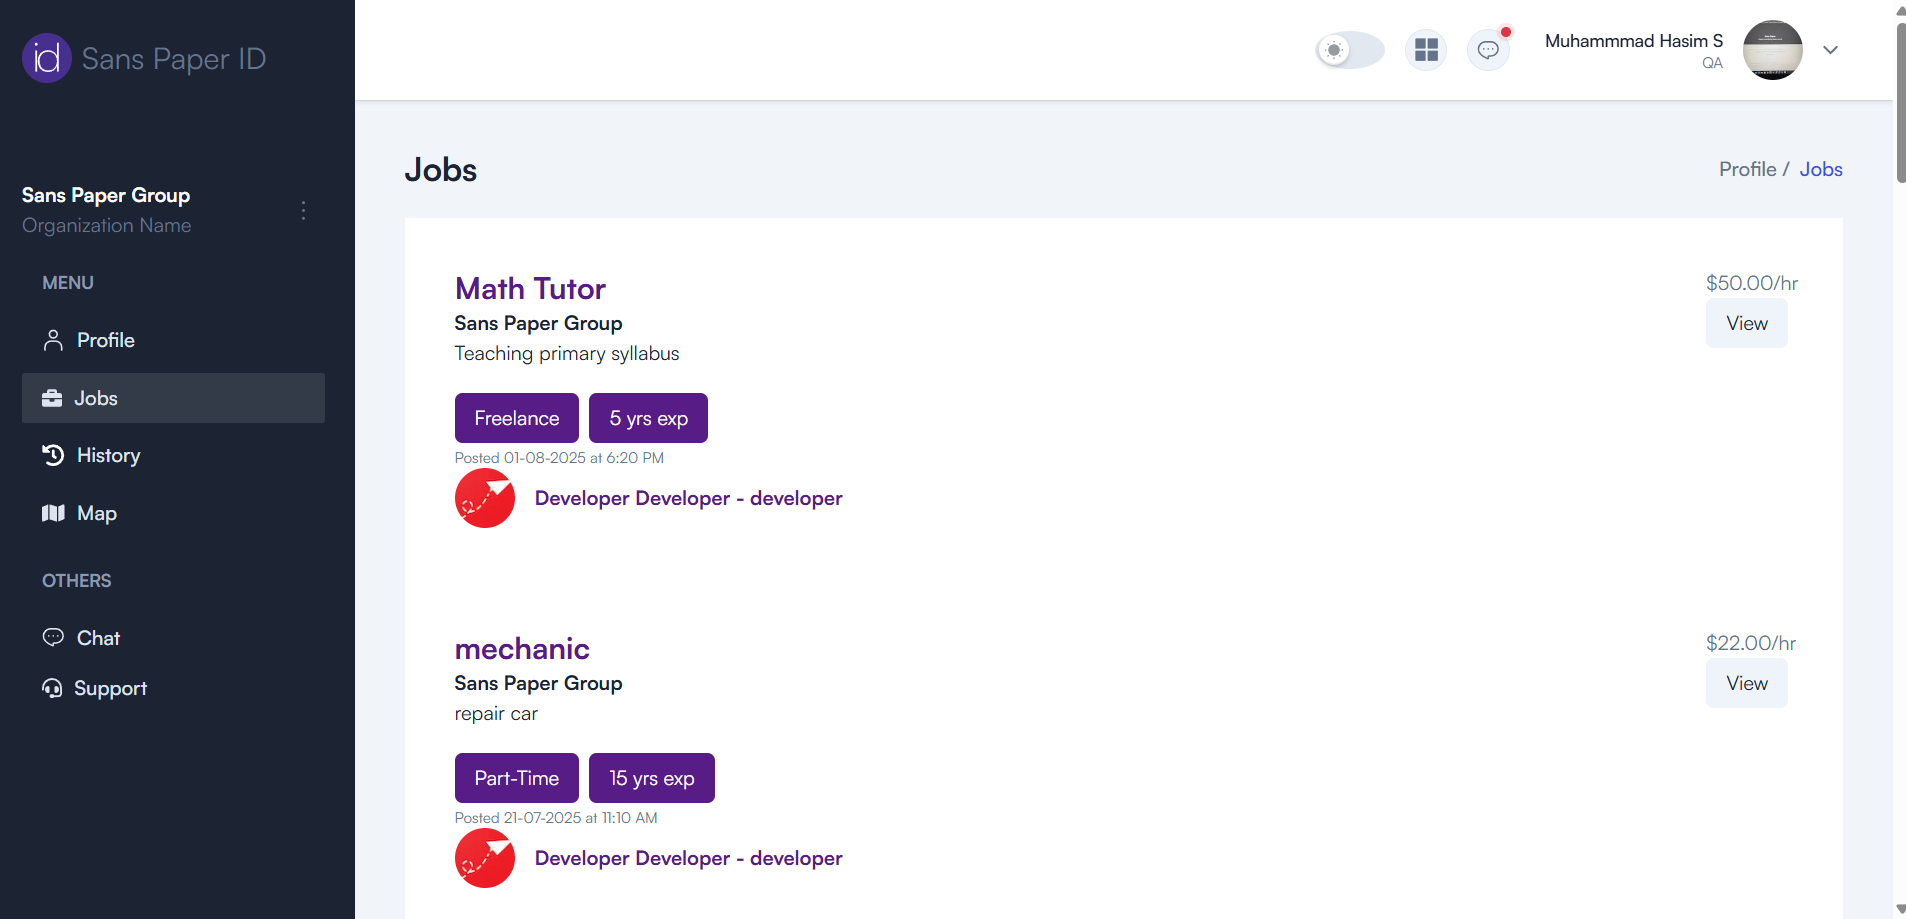 id Sans Paper ID
Muhammmad Hasim S
QA
Sans Paper Group
Organization Name
MENU
Profile
Jobs
History
Map
OTHERS
Chat
Support
Jobs
Profile / Jobs
Math Tutor
$50.00/hr
Sans Paper Group
View
Teaching primary syllabus
Freelance
5 yrs exp
Posted 01-08-2025 at 6:20 PM
Developer Developer - developer
mechanic
$22.00/hr
Sans Paper Group
View
repair car
Part-Time
15 yrs exp
Posted 21-07-2025 at 11:10 AM
Developer Developer - developer